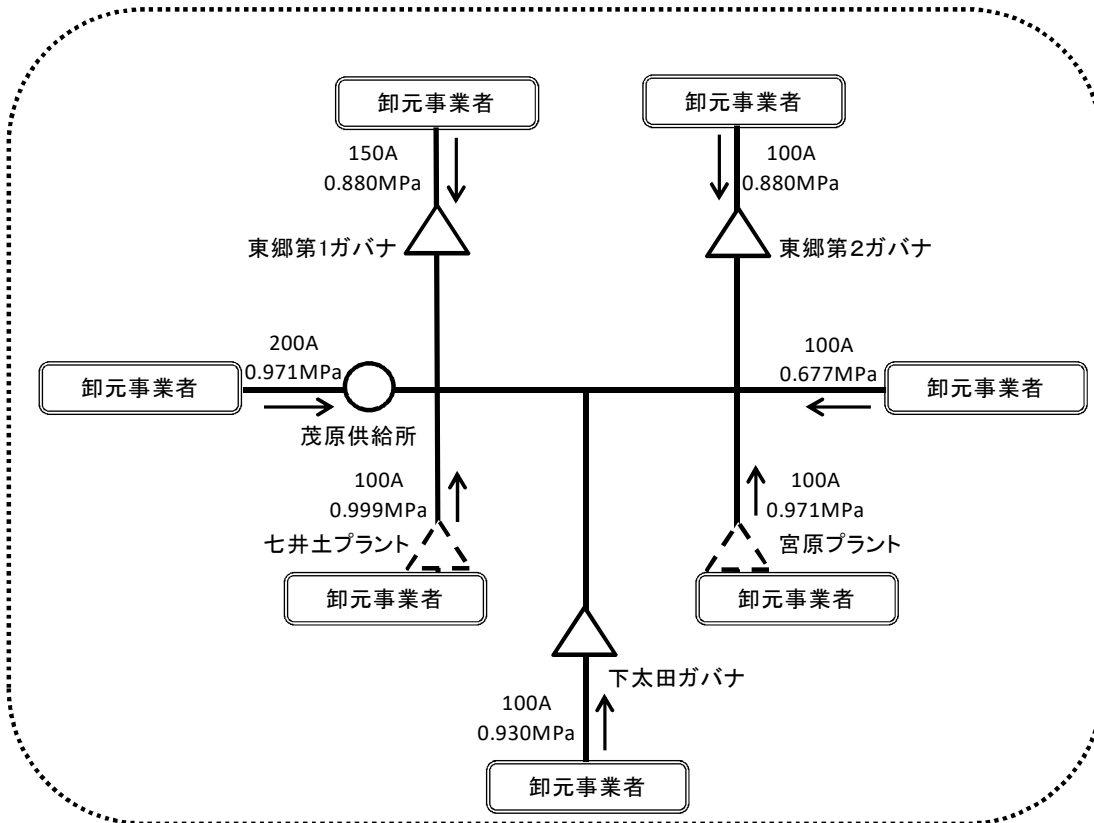 卸元事業者
卸元事業者
150A
0.880MPa
100A
0.880MPa
東郷第1ガバナ
東郷第２ガバナ
200A
0.971MPa
100A
0.677MPa
卸元事業者
卸元事業者
茂原供給所
100A
0.999MPa
100A
0.971MPa
七井土プラント
宮原プラント
卸元事業者
卸元事業者
下太田ガバナ
100A
0.930MPa
卸元事業者